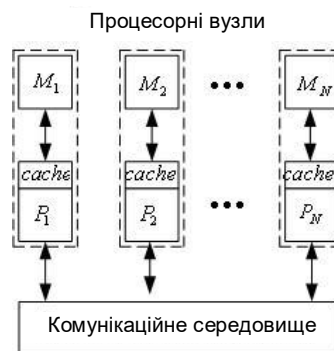 Процесорні вузли
M1 M2 ••• MN
cache cache cache
P1 P2 ••• PN
Комунікаційне середовище